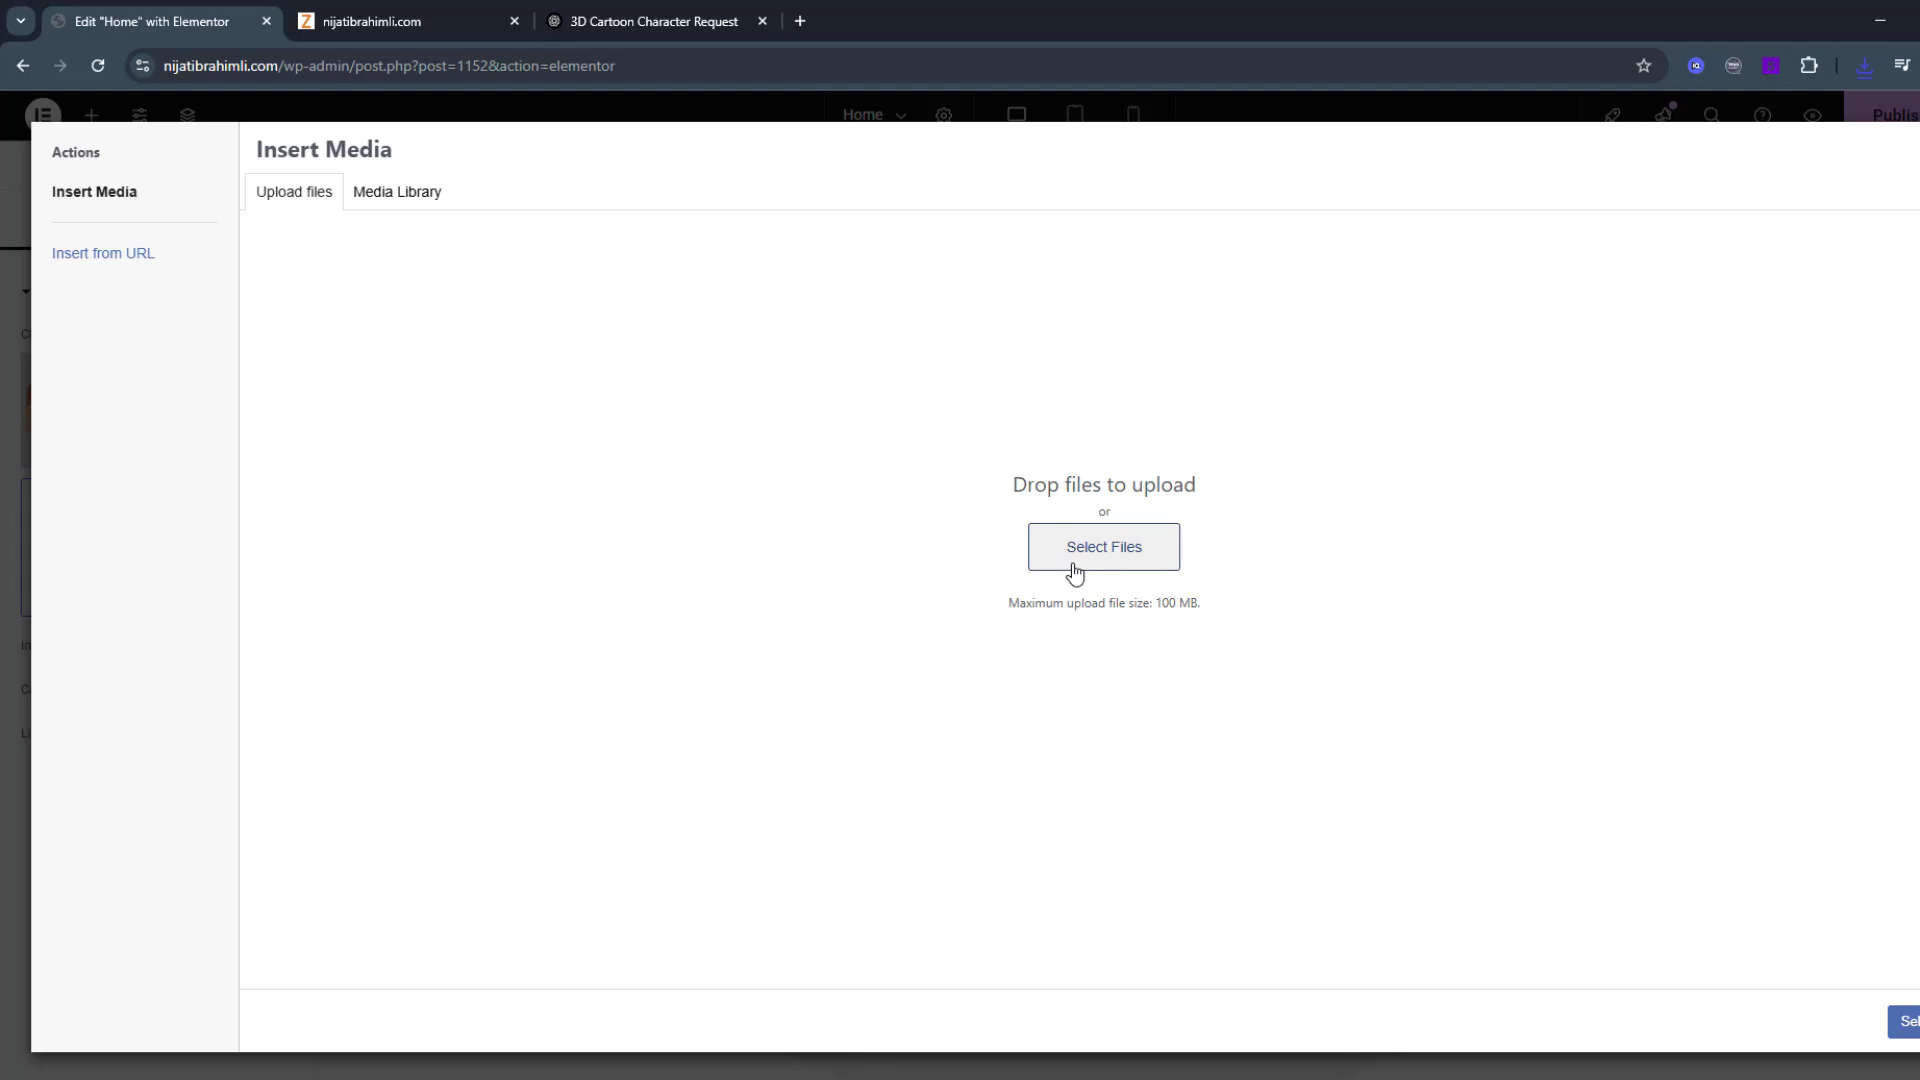 Edit "Home" with Elementor
nijatibrahimli.com
3D Cartoon Character Request
nijatibrahimli.com/wp-admin/post.php?post=1152&action=elementor
Home
Publis
Actions
Insert Media
Insert from URL
Insert Media
Upload files
Media Library
Drop files to upload
or
Select Files
Maximum upload file size: 100 MB.
Sel